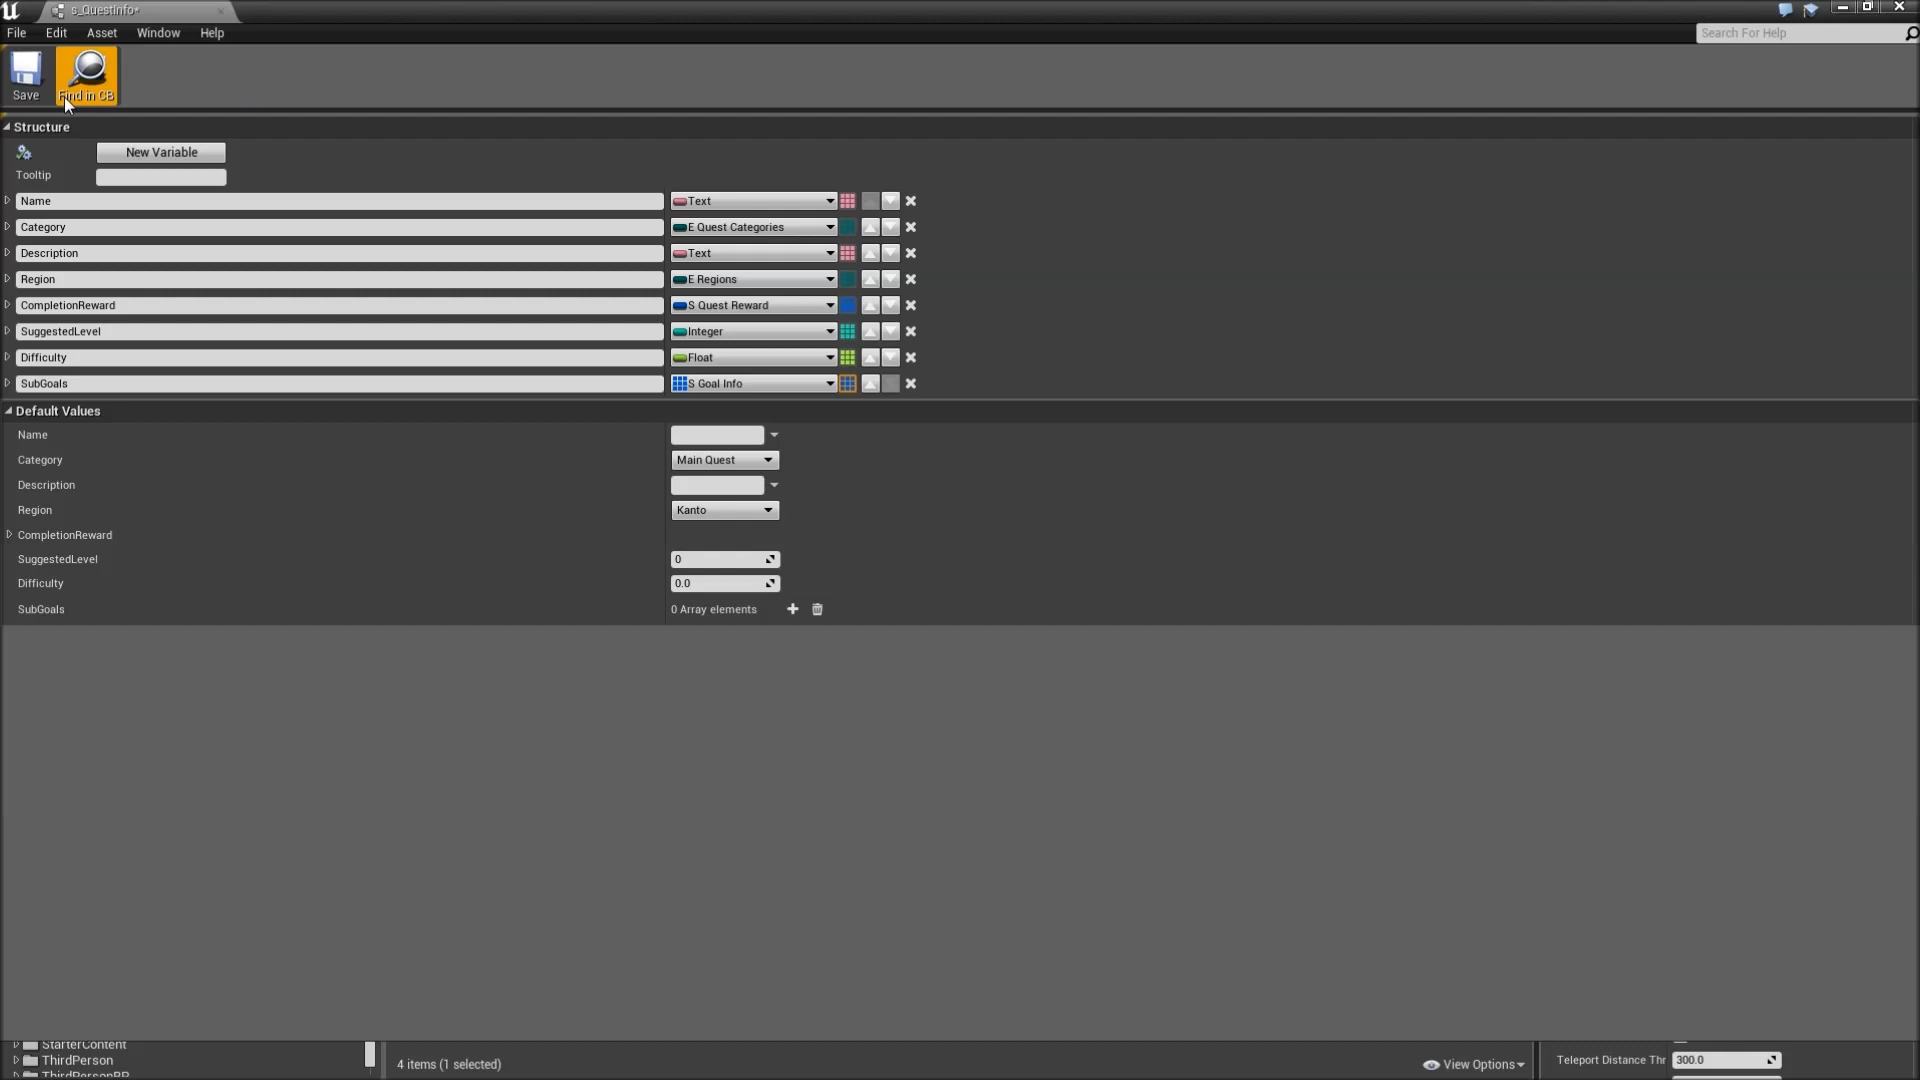 s_QuestInfo*
File Edit Asset Window Help
Search For Help
Save Find in CB
Structure
New Variable
Tooltip
Name Text
Category E Quest Categories
Description Text
Region E Regions
CompletionReward S Quest Reward
SuggestedLevel Integer
Difficulty Float
SubGoals S Goal Info
Default Values
Name
Category Main Quest
Description
Region Kanto
CompletionReward
SuggestedLevel 0
Difficulty 0.0
SubGoals 0 Array elements
StarterContent
ThirdPerson
ThirdPersonBP
4 items (1 selected) View Options Teleport Distance Thr 300.0